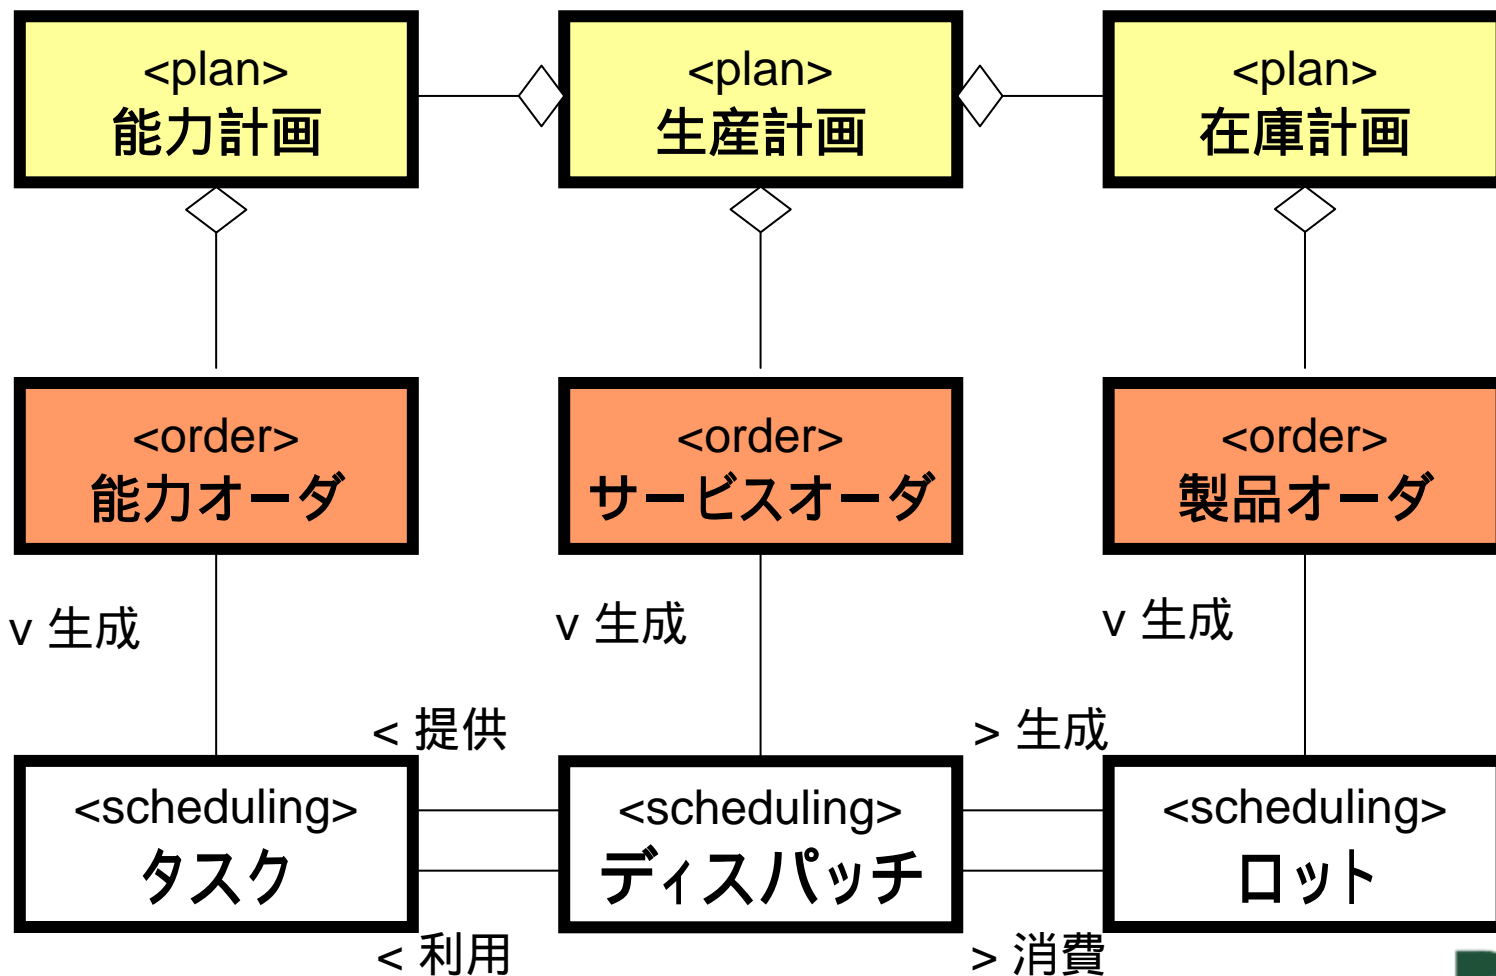 <plan>
能力計画
<plan>
生産計画
<plan>
在庫計画
<order>
能力オーダ
<order>
サービスオーダ
<order>
製品オーダ
v 生成
v 生成
v 生成
< 提供
> 生成
<scheduling>
タスク
<scheduling>
ディスパッチ
<scheduling>
ロット
< 利用
> 消費